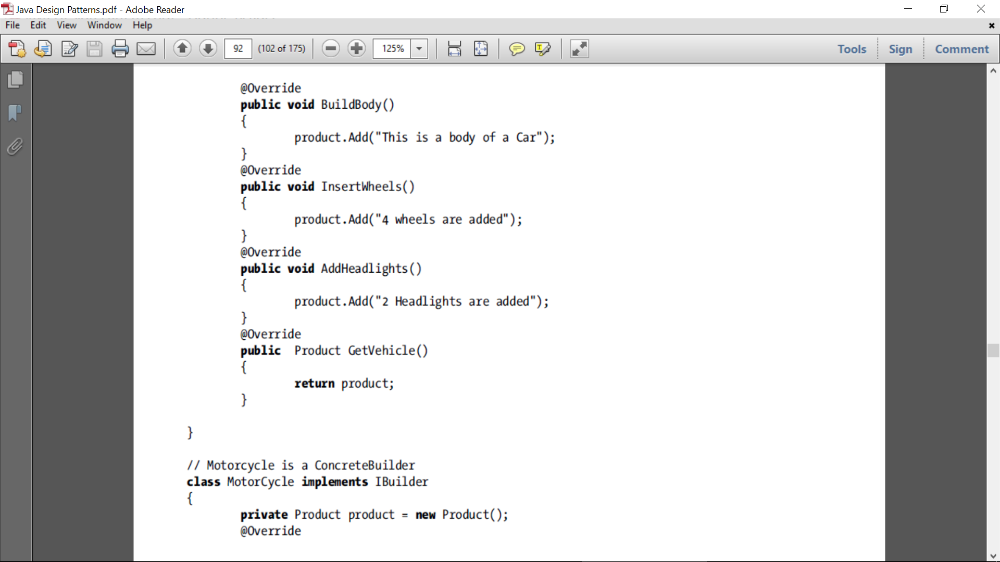 Java Design Patterns.pdf - Adobe Reader
File Edit View Window Help
92 (102 of 175) 125% Tools Sign Comment
@Override
public void BuildBody()
{
product.Add("This is a body of a Car");
}
@Override
public void InsertWheels()
{
product.Add("4 wheels are added");
}
@Override
public void AddHeadlights()
{
product.Add("2 Headlights are added");
}
@Override
public  Product GetVehicle()
{
return product;
}
}
// Motorcycle is a ConcreteBuilder
class MotorCycle implements IBuilder
{
private Product product = new Product();
@Override